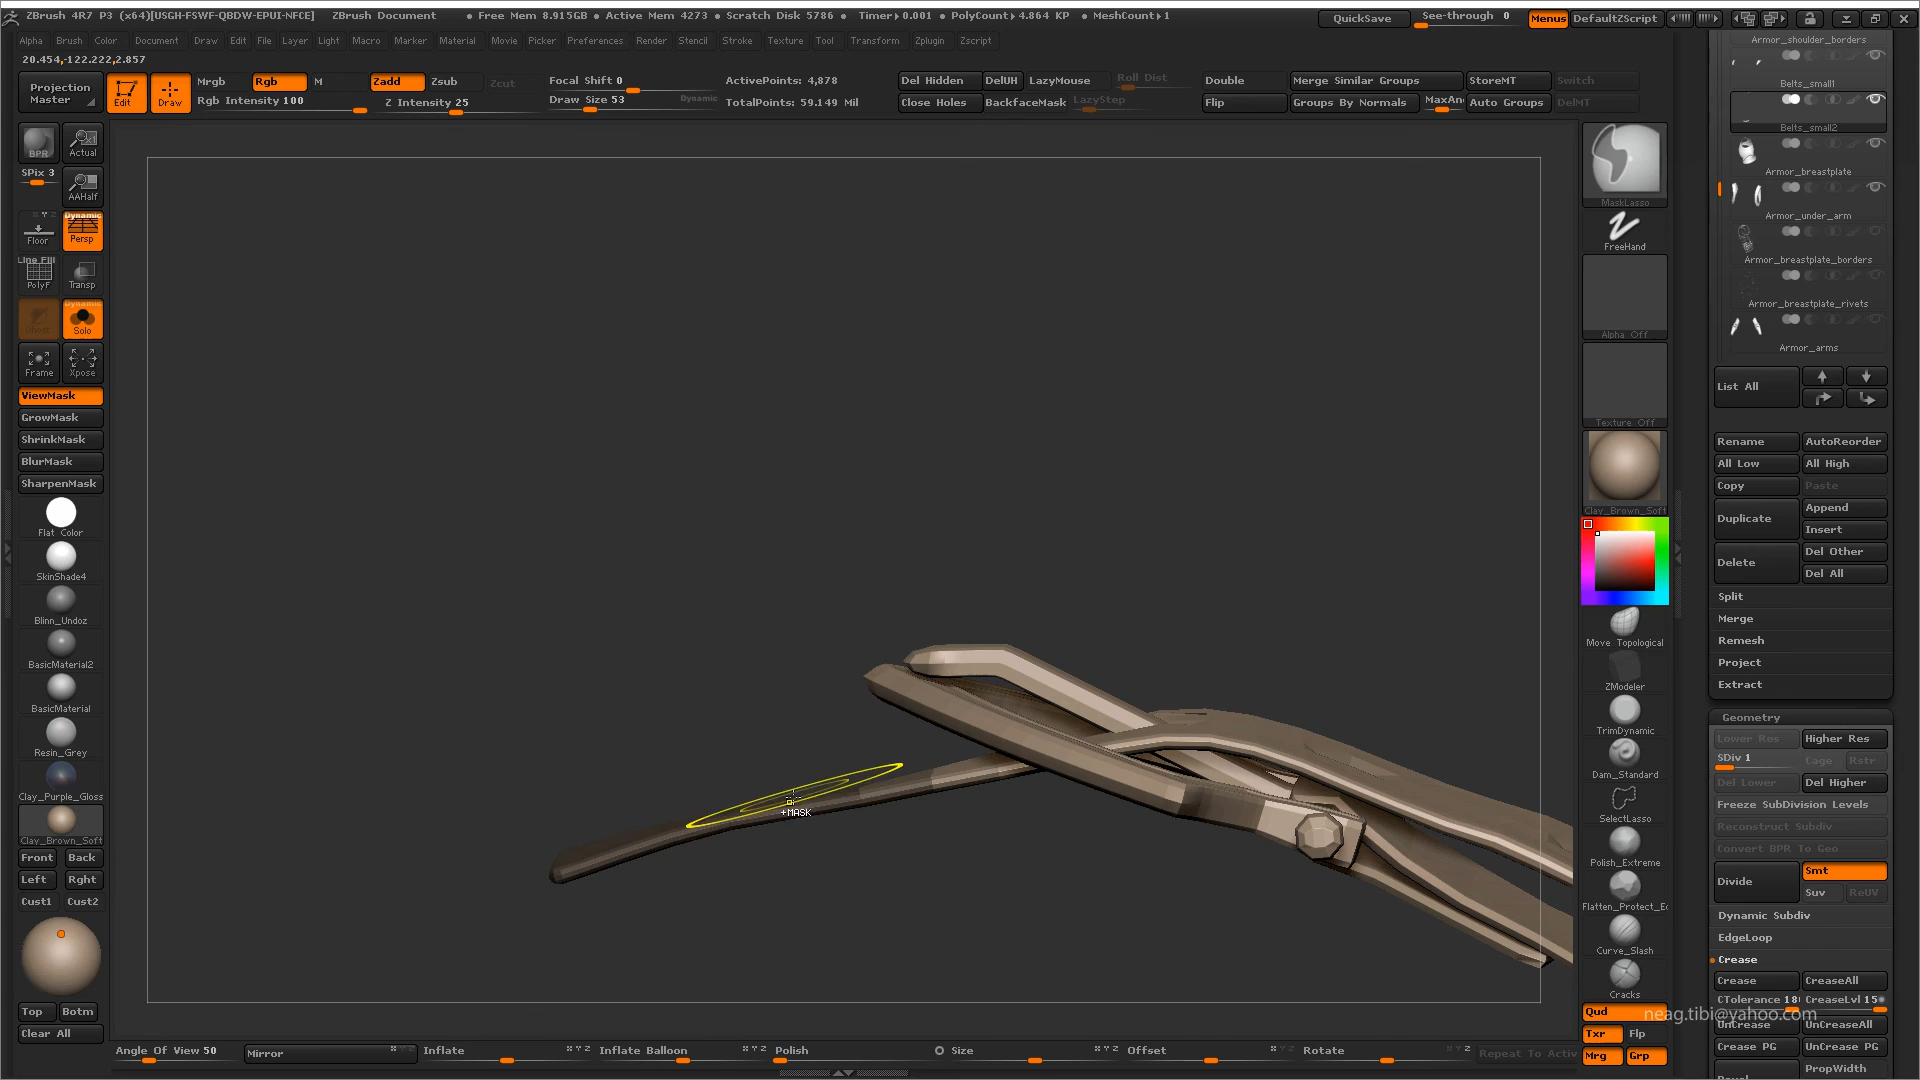 ZBrush 4R7 P3 (x64)[USGH-FSWF-QBDW-EPUI-NFCE] ZBrush Document • Free Mem 8.915GB • Active Mem 4273 • Scratch Disk 5786 • Timer▸0.001 • PolyCount▸4.864 KP • MeshCount▸1 QuickSave See-through 0 Menus DefaultZScript
Alpha Brush Color Document Draw Edit File Layer Light Macro Marker Material Movie Picker Preferences Render Stencil Stroke Texture Tool Transform Zplugin Zscript
20.454,-122.222,2.857
Projection Master
Edit
Draw
Mrgb Rgb M Zadd Zsub Zcut
Rgb Intensity 100 Z Intensity 25
Focal Shift 0
Draw Size 53 Dynamic
ActivePoints: 4,878
TotalPoints: 59.149 Mil
Del Hidden DelUH LazyMouse Roll Dist
Close Holes BackfaceMask LazyStep
Double Merge Similar Groups StoreMT Switch
Flip Groups By Normals MaxAn Auto Groups DelMT
BPR
Actual
SPix 3
AAHalf
Floor
Dynamic
Persp
Line Fill
PolyF
Transp
Ghost
Dynamic
Solo
Frame
Xpose
ViewMask
GrowMask
ShrinkMask
BlurMask
SharpenMask
Flat Color
SkinShade4
Blinn_Undoz
BasicMaterial2
BasicMaterial
Resin_Grey
Clay_Purple_Gloss
Clay_Brown_Soft
Front Back
Left Rght
Cust1 Cust2
Top Botm
Clear All
+MASK
MaskLasso
FreeHand
Alpha Off
Texture Off
Clay_Brown_Soft
Move Topological
ZModeler
TrimDynamic
Dam_Standard
SelectLasso
Polish_Extreme
Flatten_Protect_Ec
Curve_Slash
Cracks
Qud
Txr Flp
Mrg Grp
Armor_shoulder_borders
Belts_small1
Belts_small2
Armor_breastplate
Armor_under_arm
Armor_breastplate_borders
Armor_breastplate_rivets
Armor_arms
List All
Rename AutoReorder
All Low All High
Copy Paste
Duplicate Append
Insert
Delete Del Other
Del All
Split
Merge
Remesh
Project
Extract
Geometry
Lower Res Higher Res
SDiv 1 Cage Rstr
Del Lower Del Higher
Freeze SubDivision Levels
Reconstruct Subdiv
Convert BPR To Geo
Divide Smt
Suv ReUV
Dynamic Subdiv
EdgeLoop
Crease
Crease CreaseAll
CTolerance 18 CreaseLvl 15
neag.tibi@yahoo.com
UnCrease UnCreaseAll
Crease PG UnCrease PG
PropWidth
Angle Of View 50 Mirror Inflate Inflate Balloon Polish Size Offset Rotate Repeat To Activ